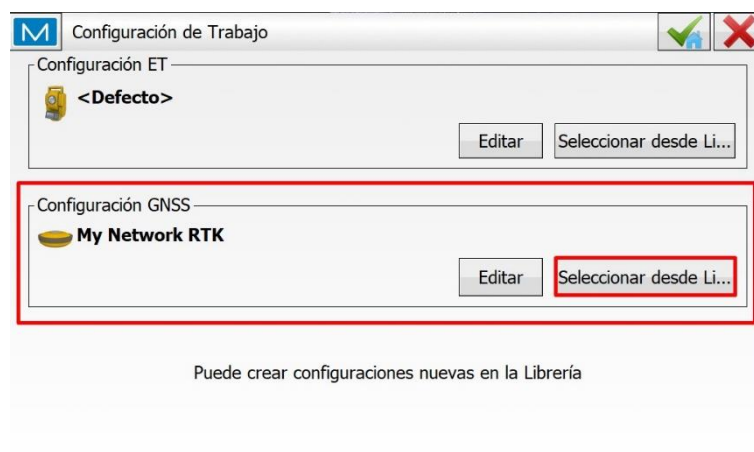 Configuración de Trabajo
Configuración ET
<Defecto>
Editar
Seleccionar desde Li...
Configuración GNSS
My Network RTK
Editar
Seleccionar desde Li...
Puede crear configuraciones nuevas en la Librería